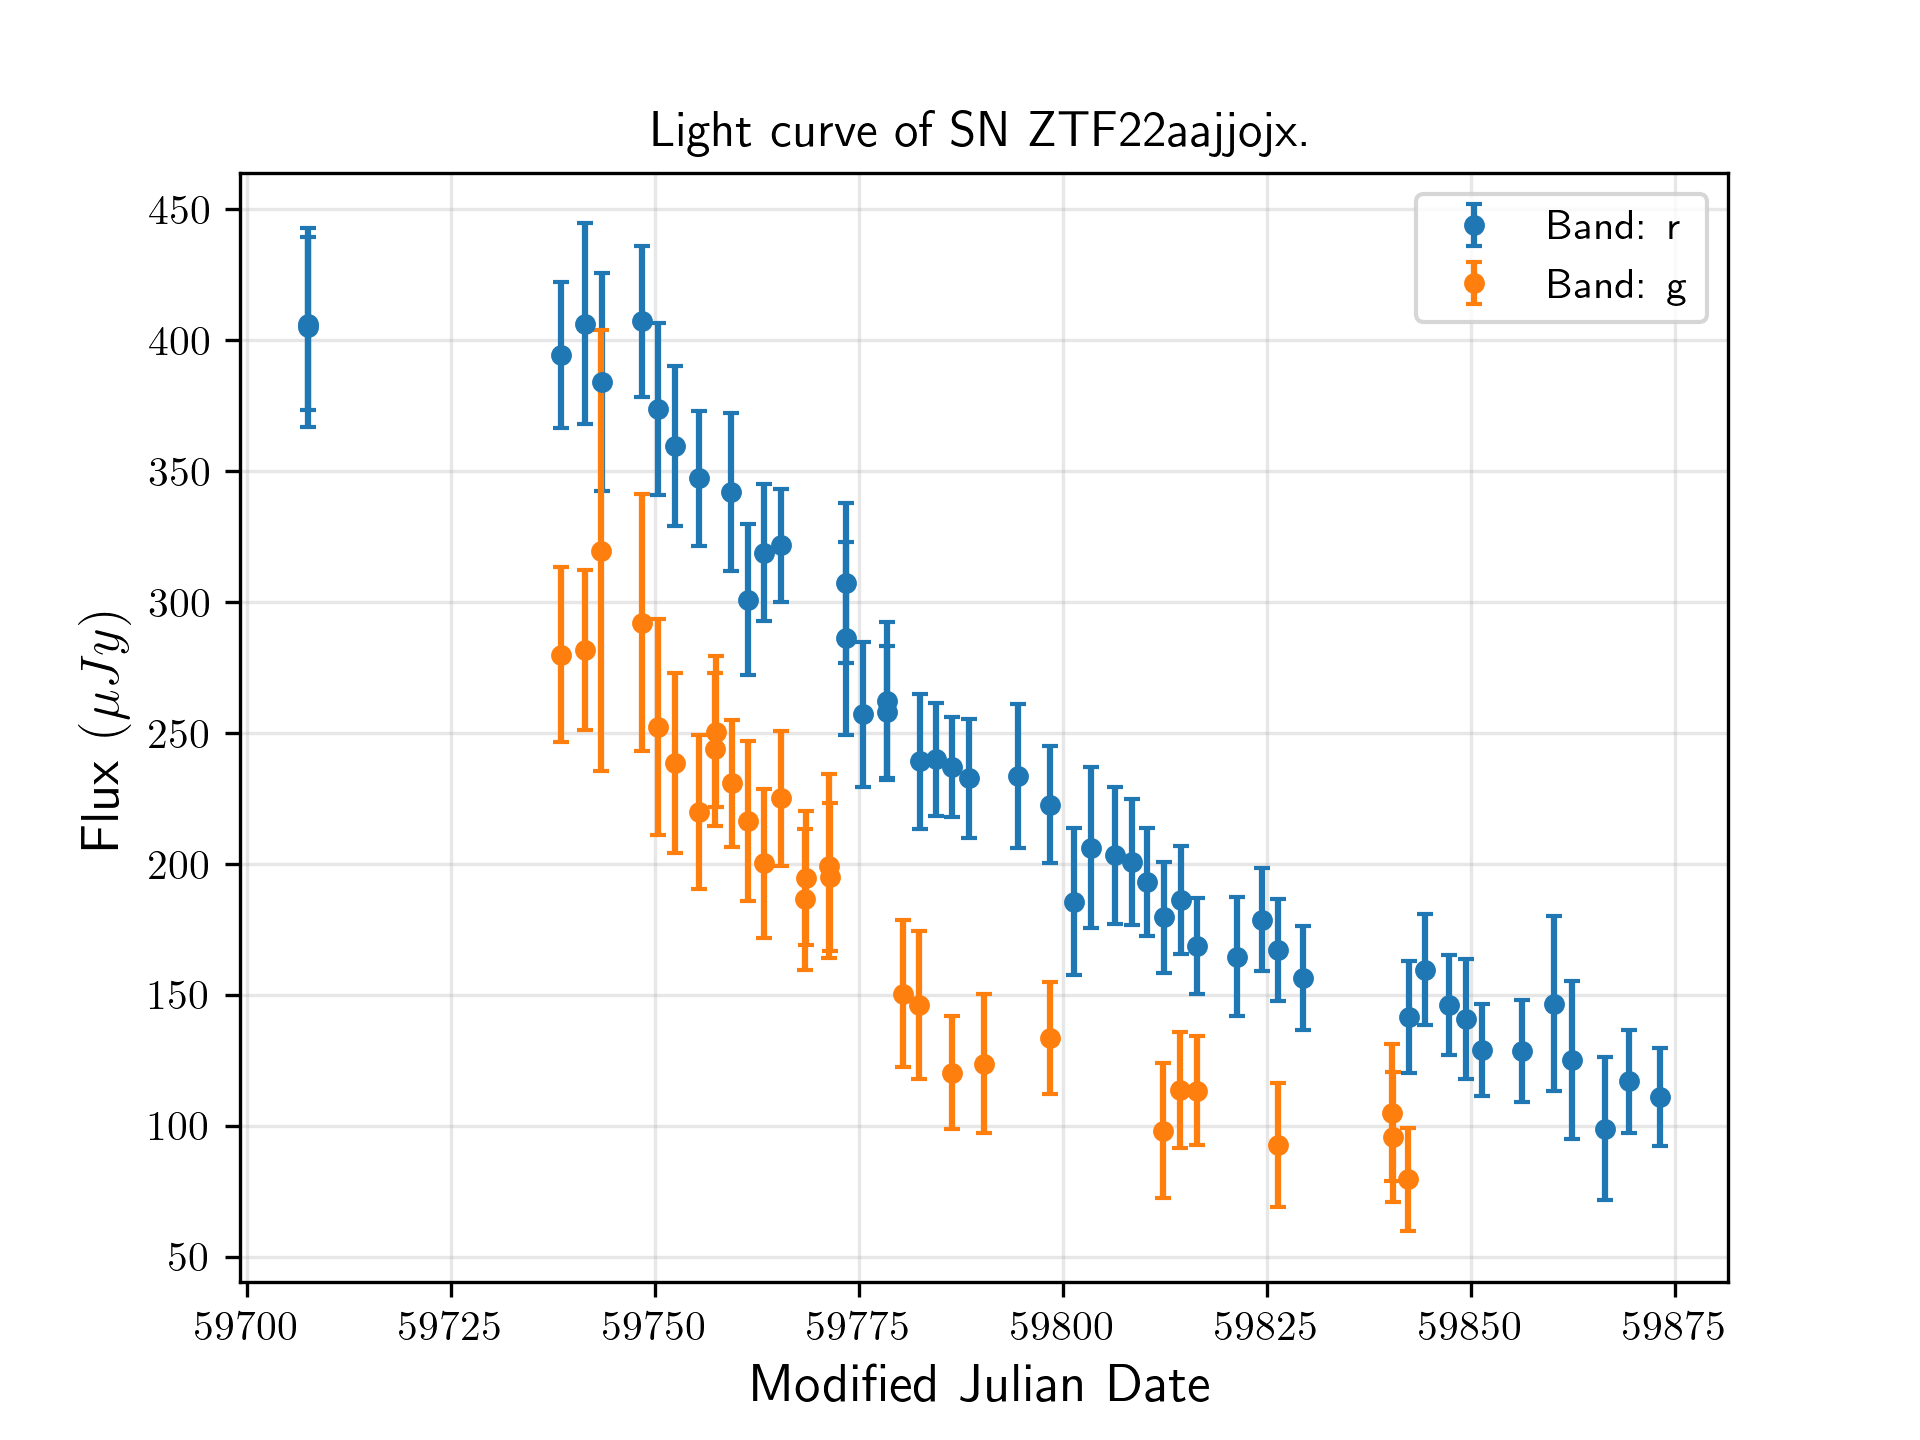 Light curve of SN ZTF22aajjojx.
Band: r
Band: g
450
400
350
300
250
200
150
100
50
Flux (μJy)
59700 59725 59750 59775 59800 59825 59850 59875
Modified Julian Date